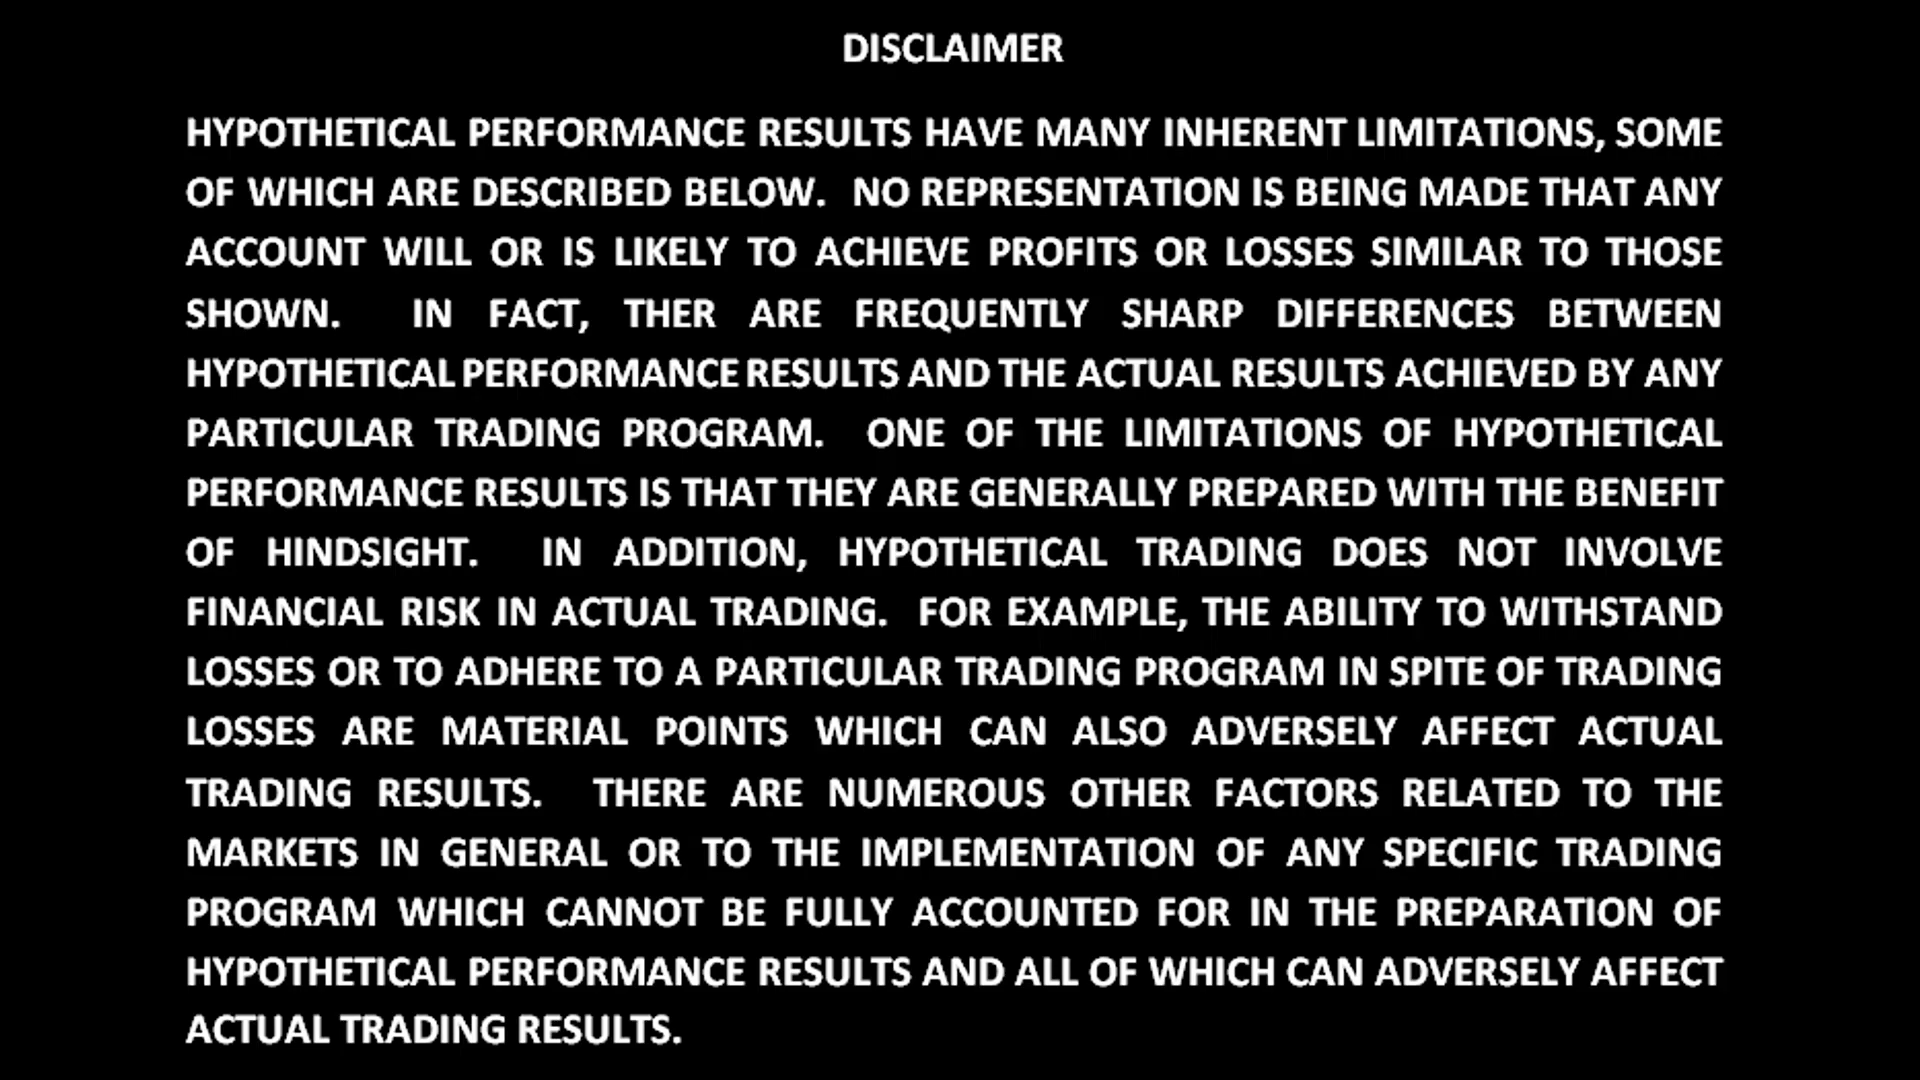 DISCLAIMER
HYPOTHETICAL PERFORMANCE RESULTS HAVE MANY INHERENT LIMITATIONS, SOME
OF WHICH ARE DESCRIBED BELOW. NO REPRESENTATION IS BEING MADE THAT ANY
ACCOUNT WILL OR IS LIKELY TO ACHIEVE PROFITS OR LOSSES SIMILAR TO THOSE
SHOWN. IN FACT, THER ARE FREQUENTLY SHARP DIFFERENCES BETWEEN
HYPOTHETICAL PERFORMANCE RESULTS AND THE ACTUAL RESULTS ACHIEVED BY ANY
PARTICULAR TRADING PROGRAM. ONE OF THE LIMITATIONS OF HYPOTHETICAL
PERFORMANCE RESULTS IS THAT THEY ARE GENERALLY PREPARED WITH THE BENEFIT
OF HINDSIGHT. IN ADDITION, HYPOTHETICAL TRADING DOES NOT INVOLVE
FINANCIAL RISK IN ACTUAL TRADING. FOR EXAMPLE, THE ABILITY TO WITHSTAND
LOSSES OR TO ADHERE TO A PARTICULAR TRADING PROGRAM IN SPITE OF TRADING
LOSSES ARE MATERIAL POINTS WHICH CAN ALSO ADVERSELY AFFECT ACTUAL
TRADING RESULTS. THERE ARE NUMEROUS OTHER FACTORS RELATED TO THE
MARKETS IN GENERAL OR TO THE IMPLEMENTATION OF ANY SPECIFIC TRADING
PROGRAM WHICH CANNOT BE FULLY ACCOUNTED FOR IN THE PREPARATION OF
HYPOTHETICAL PERFORMANCE RESULTS AND ALL OF WHICH CAN ADVERSELY AFFECT
ACTUAL TRADING RESULTS.